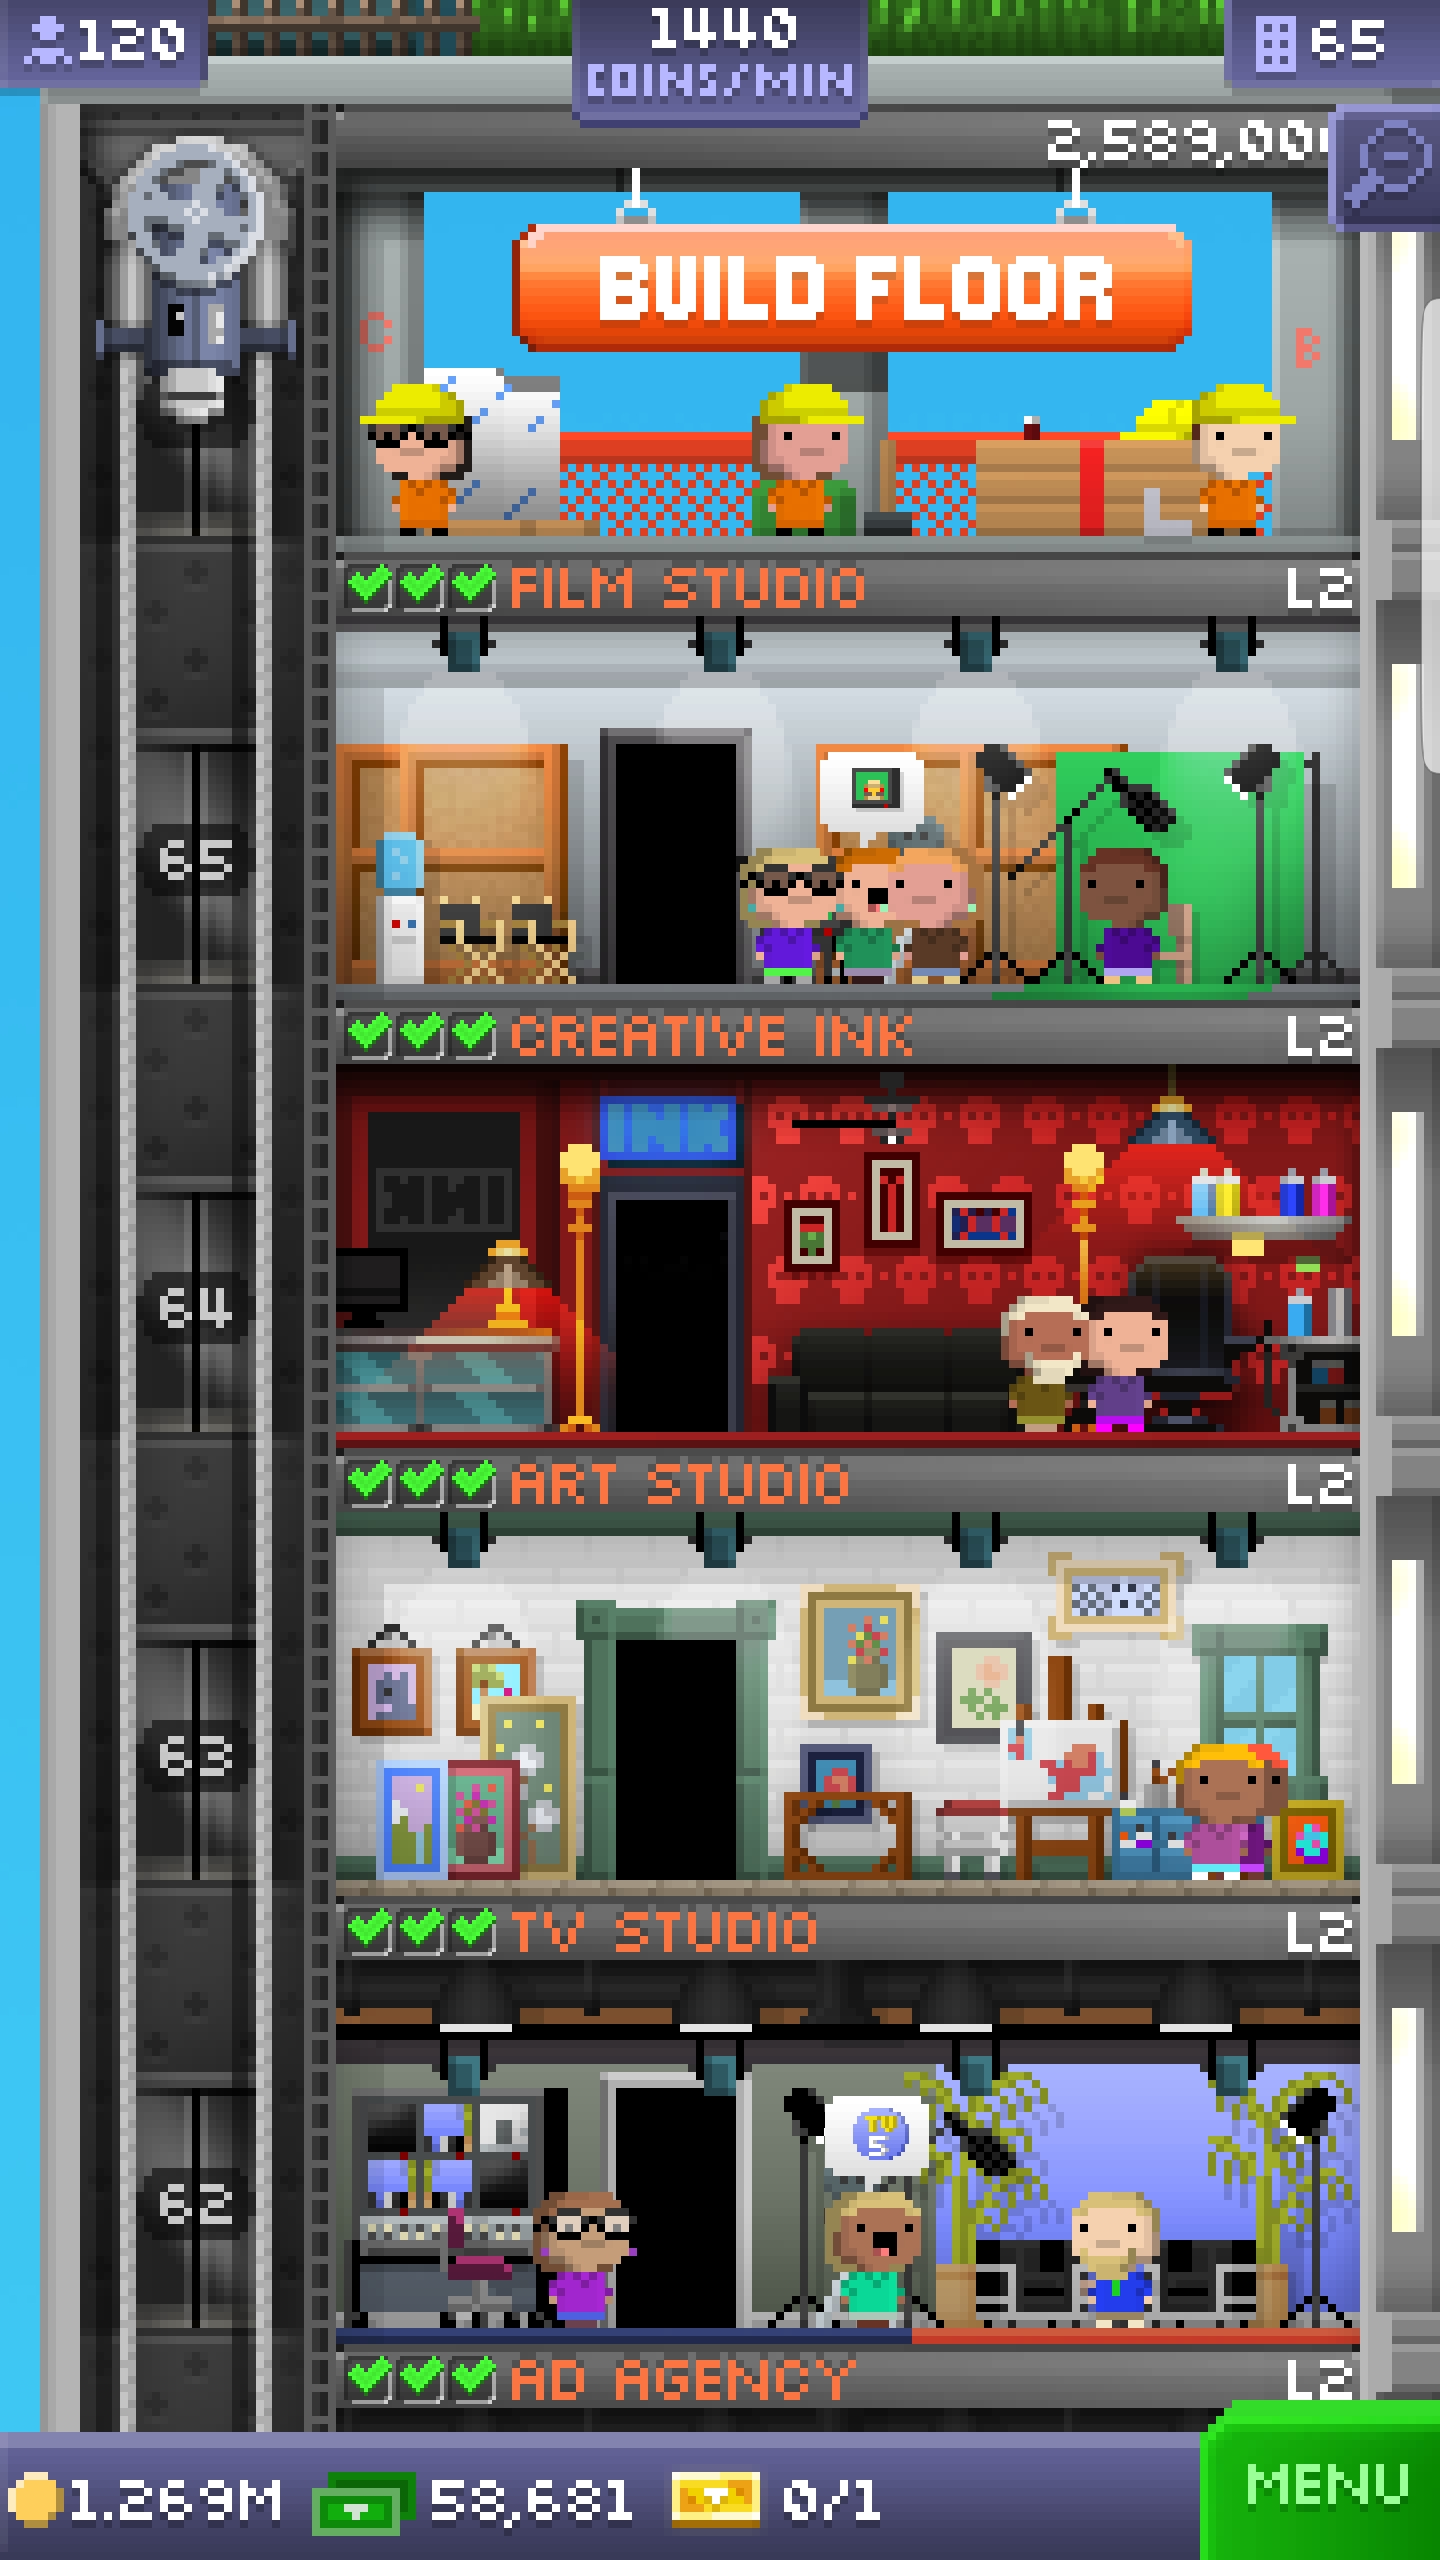 120
1440
COINS/MIN
65
2,589,00
BUILD FLOOR
C
B
FILM STUDIO
L2
65
CREATIVE INK
L2
INK
64
ART STUDIO
L2
63
TV STUDIO
L2
TV
5
62
AD AGENCY
L2
1.269M
58,681
0/1
MENU